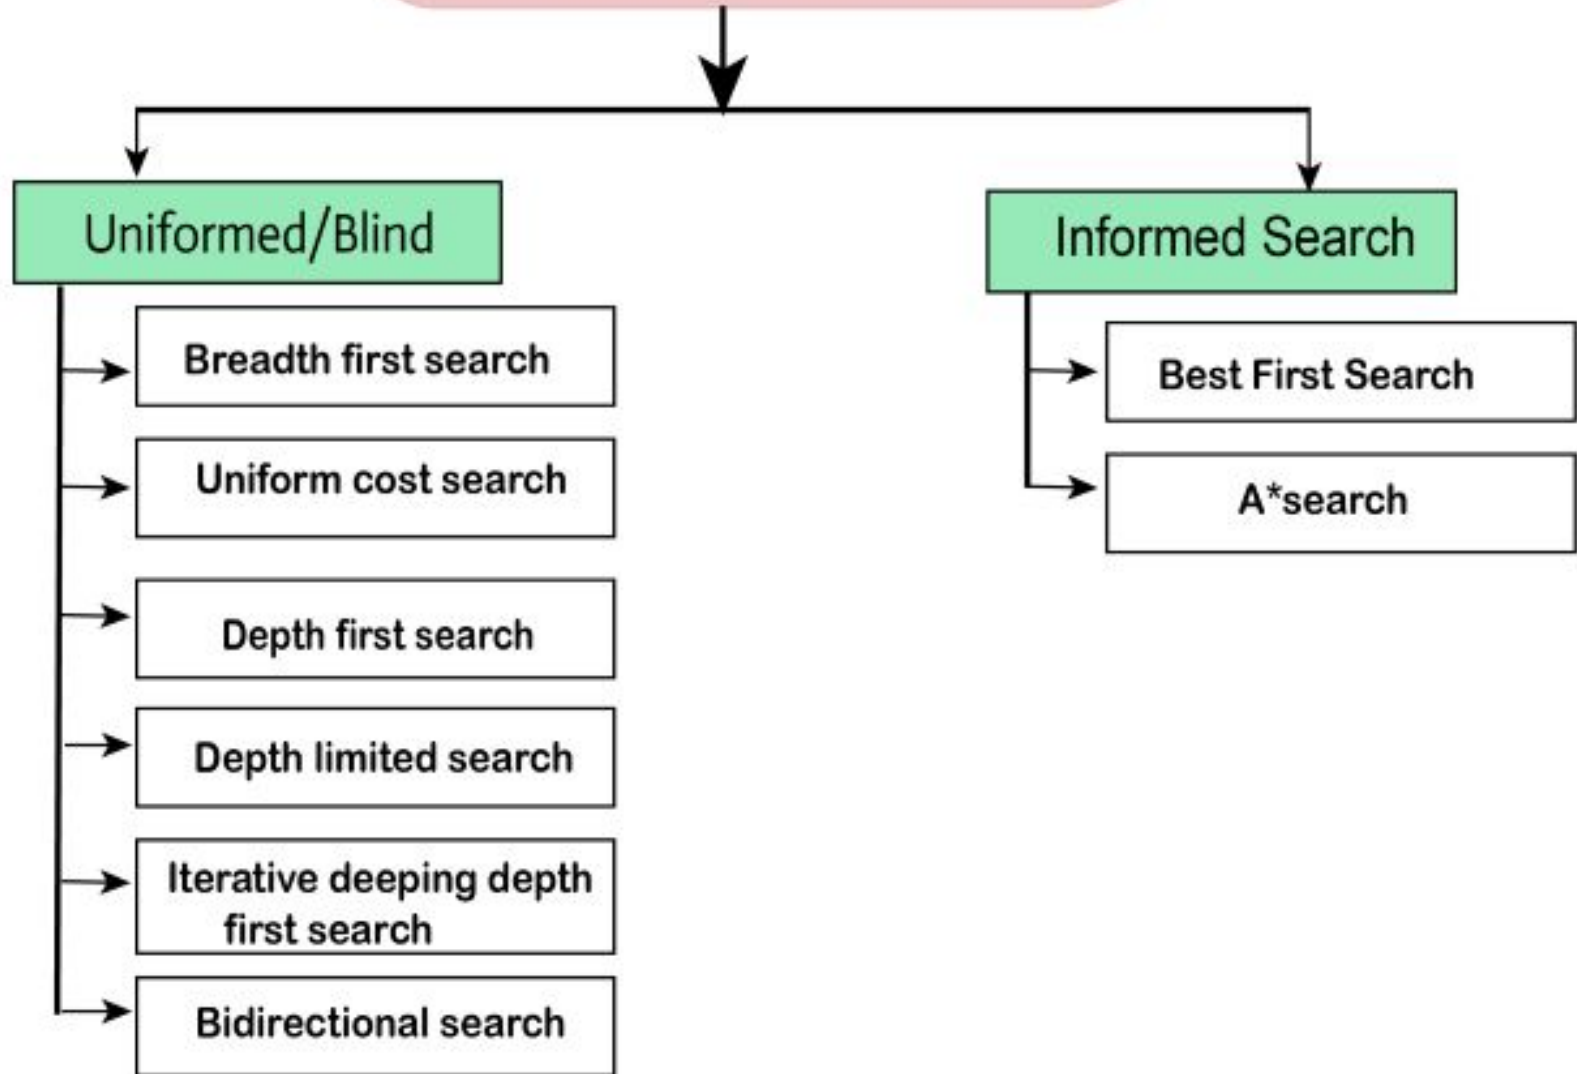 Uniformed/Blind
Breadth first search
Uniform cost search
Depth first search
Depth limited search
Iterative deeping depth
first search
Bidirectional search
Informed Search
Best First Search
A*search